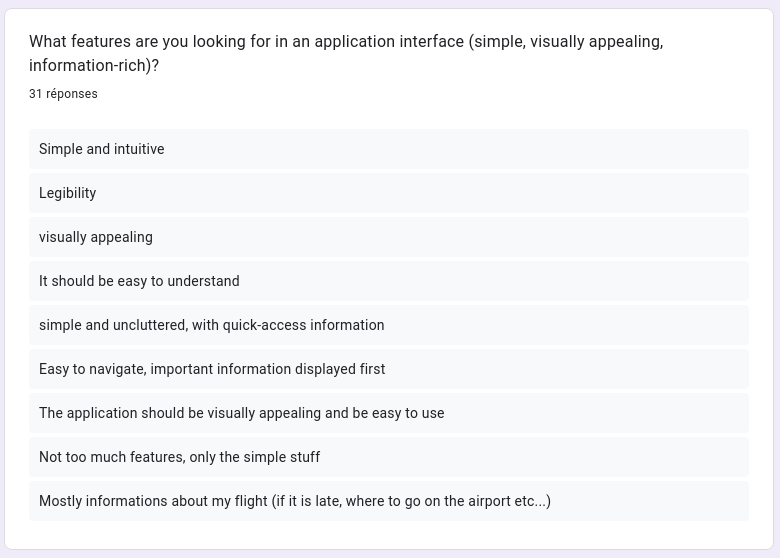 What features are you looking for in an application interface (simple, visually appealing,
information-rich)?
31 réponses
Simple and intuitive
Legibility
visually appealing
It should be easy to understand
simple and uncluttered, with quick-access information
Easy to navigate, important information displayed first
The application should be visually appealing and be easy to use
Not too much features, only the simple stuff
Mostly informations about my flight (if it is late, where to go on the airport etc...)